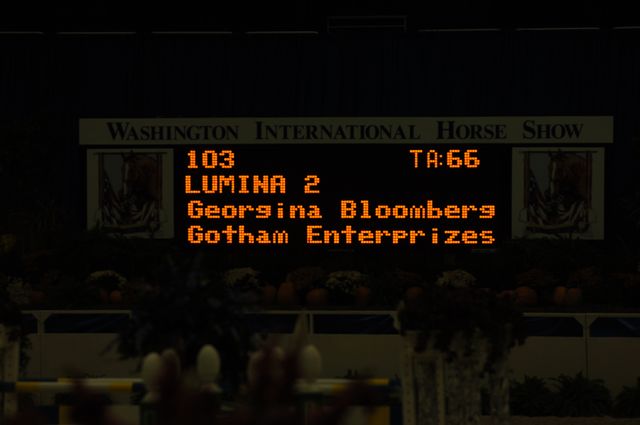 WASHINGTON INTERNATIONAL HORSE SHOW
103 TA:66
LUMINA 2
Georgina Bloomberg
Gotham Enterprizes